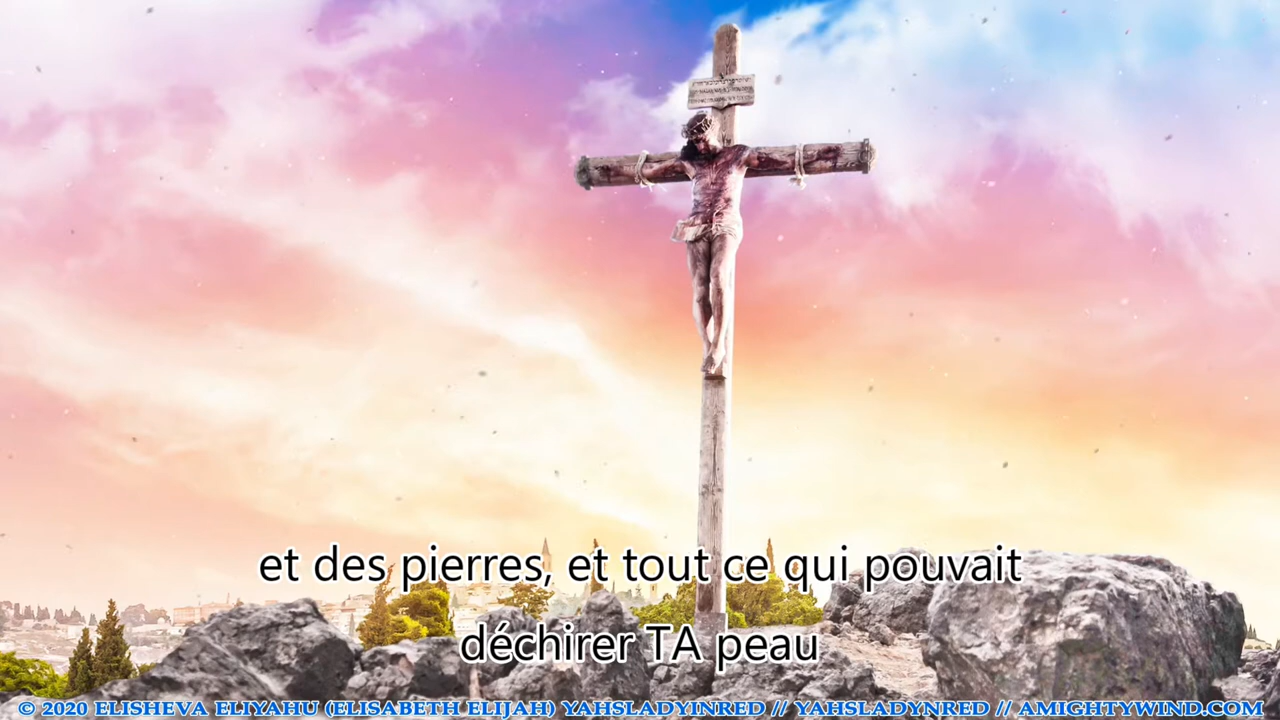 et des pierres, et tout ce qui pouvait
déchirer TA peau
© 2020 ELISHEVA ELIYAHU (ELISABETH ELIJAH) YAHSLADYINRED // YAHSLADYNRED // AMIGHTYWIND.COM